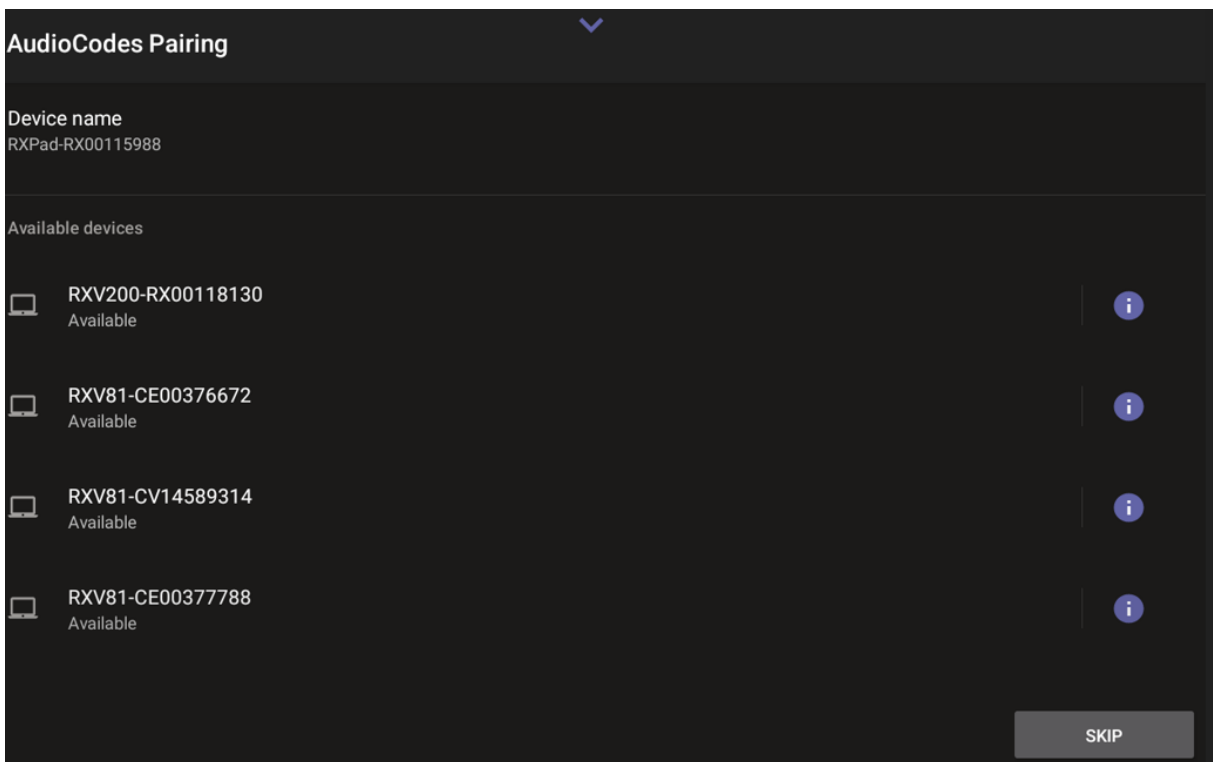 AudioCodes Pairing
Device name
RXPad-RX00115988
Available devices
RXV200-RX00118130
Available
RXV81-CE00376672
Available
RXV81-CV14589314
Available
RXV81-CE00377788
Available
SKIP